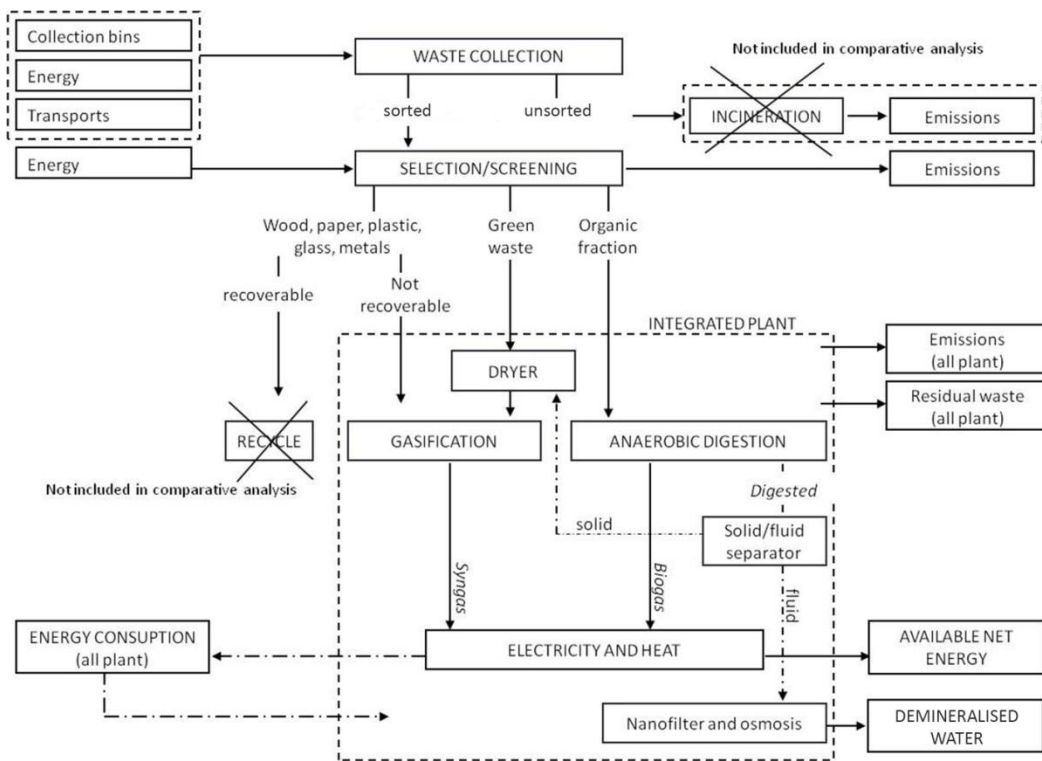 Collection bins
Energy
Transports
WASTE COLLECTION
Not included in comparative analysis
sorted
unsorted
INCINERATION
Emissions
Energy
SELECTION/SCREENING
Emissions
Wood, paper, plastic,
glass, metals
Green
waste
Organic
fraction
recoverable
Not
recoverable
INTEGRATED PLANT
Emissions
(all plant)
DRYER
Residual waste
(all plant)
RECYCLE
GASIFICATION
ANAEROBIC DIGESTION
Not included in comparative analysis
Digested
solid
Solid/fluid
separator
Syngas
Biogas
fluid
ENERGY CONSUPTION
(all plant)
ELECTRICITY AND HEAT
AVAILABLE NET
ENERGY
Nanofilter and osmosis
DEMINERALISED
WATER